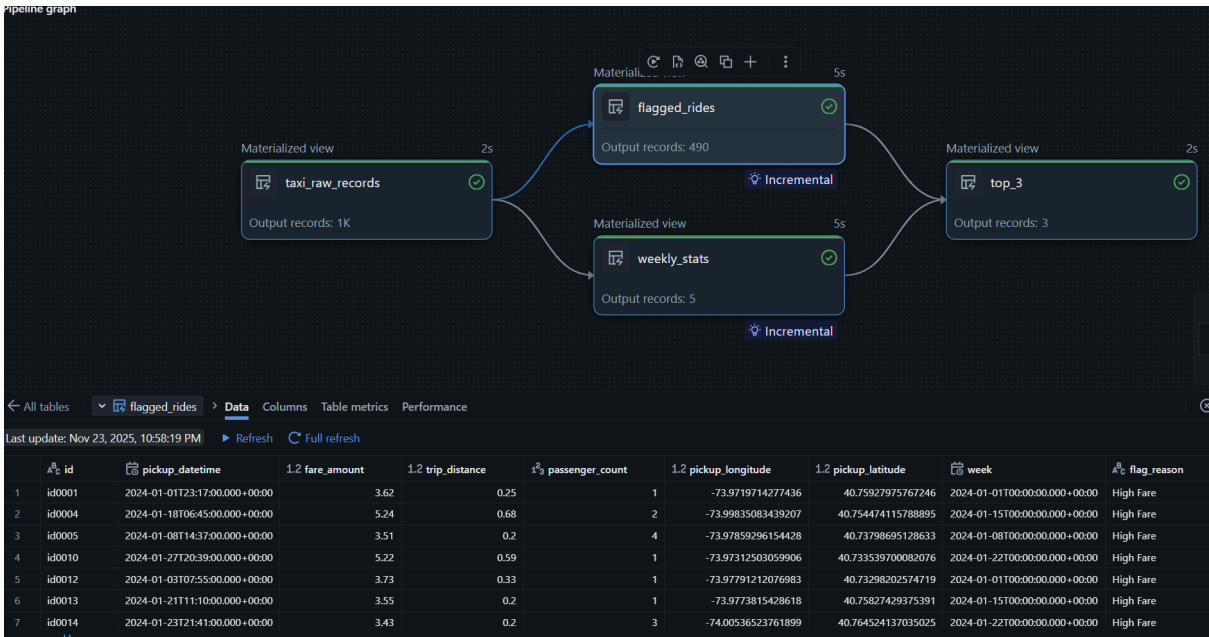 Pipeline graph
Materialized view 5s
flagged_rides
Output records: 490
Incremental
Materialized view 2s
taxi_raw_records
Output records: 1K
Materialized view 5s
weekly_stats
Output records: 5
Incremental
Materialized view 2s
top_3
Output records: 3
All tables flagged_rides Data Columns Table metrics Performance
Last update: Nov 23, 2025, 10:58:19 PM Refresh Full refresh
id pickup_datetime 1.2 fare_amount 1.2 trip_distance passenger_count 1.2 pickup_longitude 1.2 pickup_latitude week flag_reason
1 id0001 2024-01-01T23:17:00.000+00:00 3.62 0.25 1 -73.9719714277436 40.75927975767246 2024-01-01T00:00:00.000+00:00 High Fare
2 id0004 2024-01-18T06:45:00.000+00:00 5.24 0.68 2 -73.99835083439207 40.754474115788895 2024-01-15T00:00:00.000+00:00 High Fare
3 id0005 2024-01-08T14:37:00.000+00:00 3.51 0.2 4 -73.97859296154428 40.73798695128633 2024-01-08T00:00:00.000+00:00 High Fare
4 id0010 2024-01-27T20:39:00.000+00:00 5.22 0.59 1 -73.97312503059906 40.733539700082076 2024-01-22T00:00:00.000+00:00 High Fare
5 id0012 2024-01-03T07:55:00.000+00:00 3.73 0.33 1 -73.97791212076983 40.73298202574719 2024-01-01T00:00:00.000+00:00 High Fare
6 id0013 2024-01-21T11:10:00.000+00:00 3.55 0.2 1 -73.9773815428618 40.75827429375391 2024-01-15T00:00:00.000+00:00 High Fare
7 id0014 2024-01-23T21:41:00.000+00:00 3.43 0.2 3 -74.00536523761899 40.764524137035025 2024-01-22T00:00:00.000+00:00 High Fare